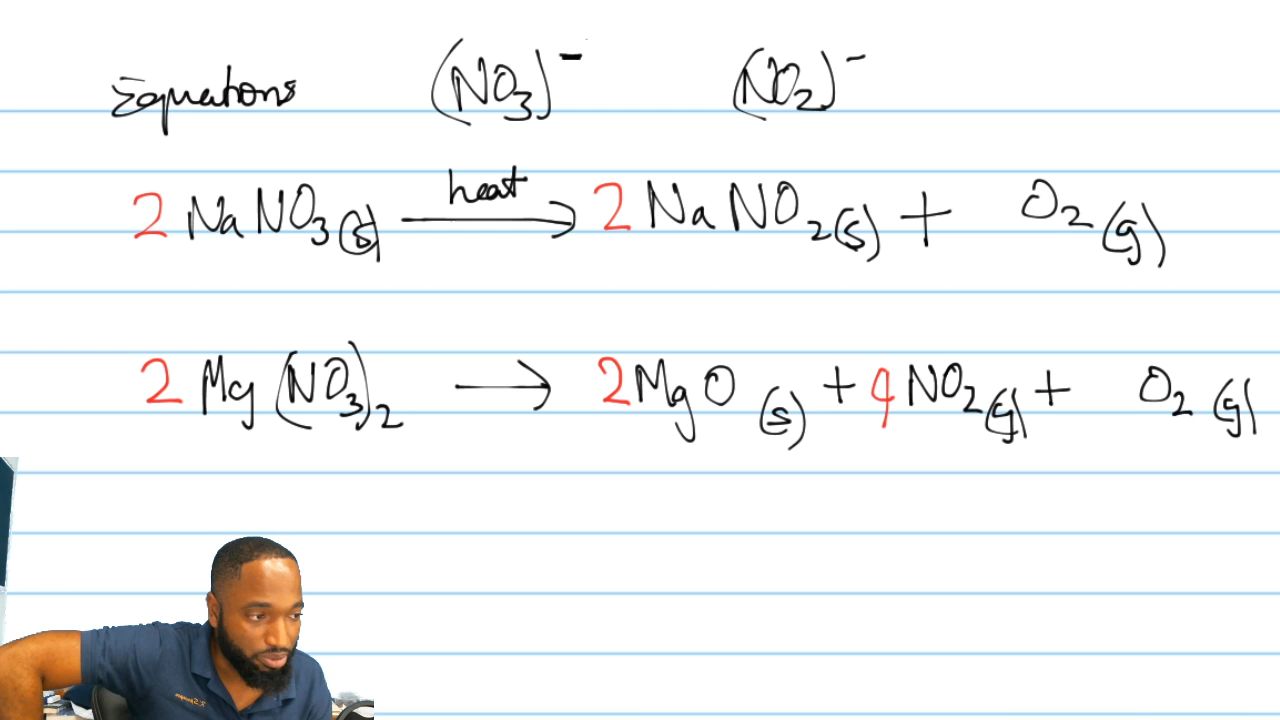 Equations (NO₃)⁻ (NO₂)⁻
2 NaNO₃(s) heat → 2 NaNO₂(s) + O₂(g)
2 Mg(NO₃)₂ → 2MgO(s) + 4NO₂(g) + O₂(g)